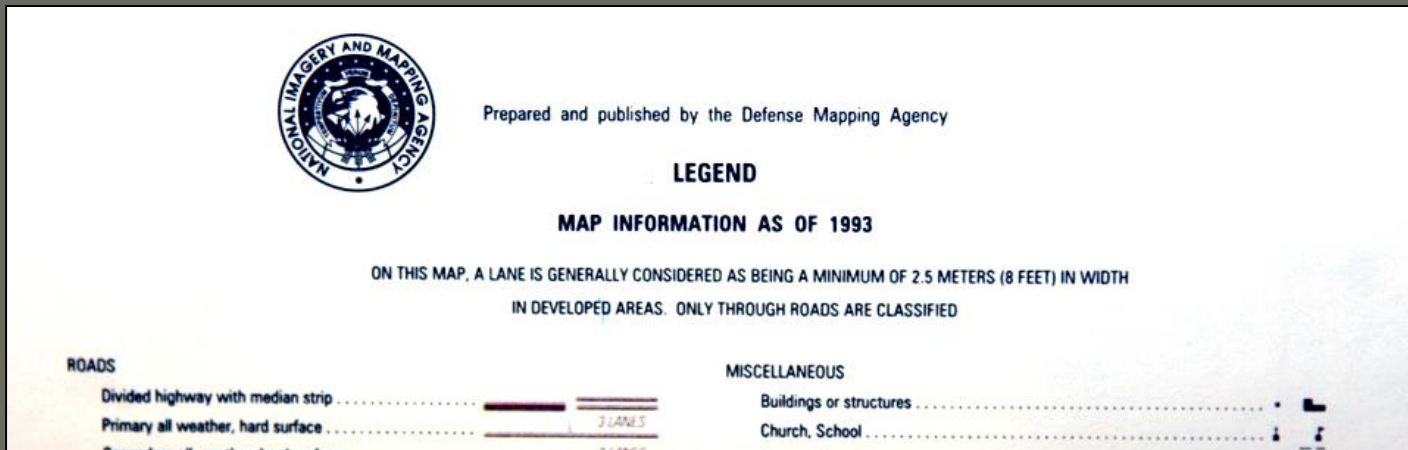 NATIONAL IMAGERY AND MAPPING AGENCY
Prepared and published by the Defense Mapping Agency
LEGEND
MAP INFORMATION AS OF 1993
ON THIS MAP, A LANE IS GENERALLY CONSIDERED AS BEING A MINIMUM OF 2.5 METERS (8 FEET) IN WIDTH
IN DEVELOPED AREAS. ONLY THROUGH ROADS ARE CLASSIFIED
ROADS
Divided highway with median strip
Primary all weather, hard surface
3 LANES
MISCELLANEOUS
Buildings or structures
Church, School